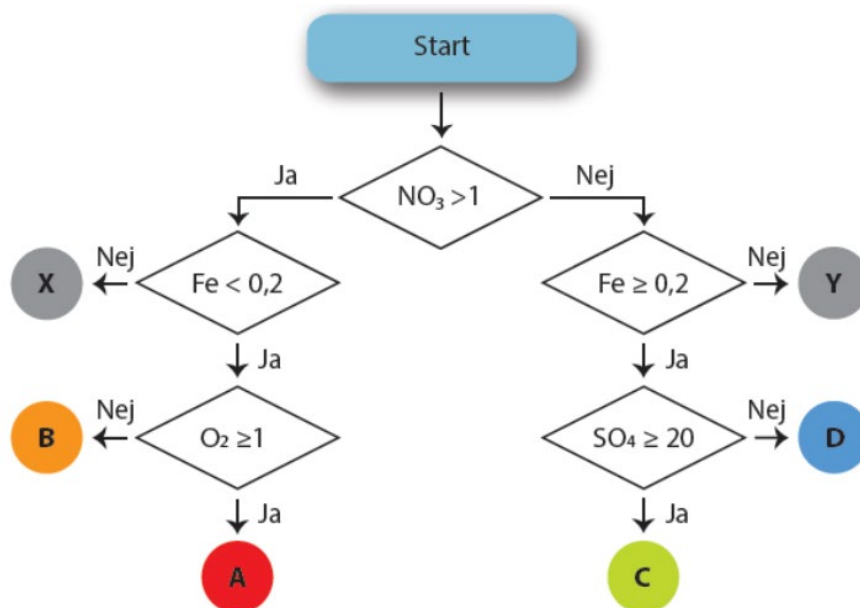 Start
Ja
Nej
NO₃ >1
Nej
Nej
X
Fe < 0,2
Fe ≥ 0,2
Y
Ja
Ja
Nej
Nej
B
O₂ ≥1
SO₄ ≥ 20
D
Ja
Ja
A
C